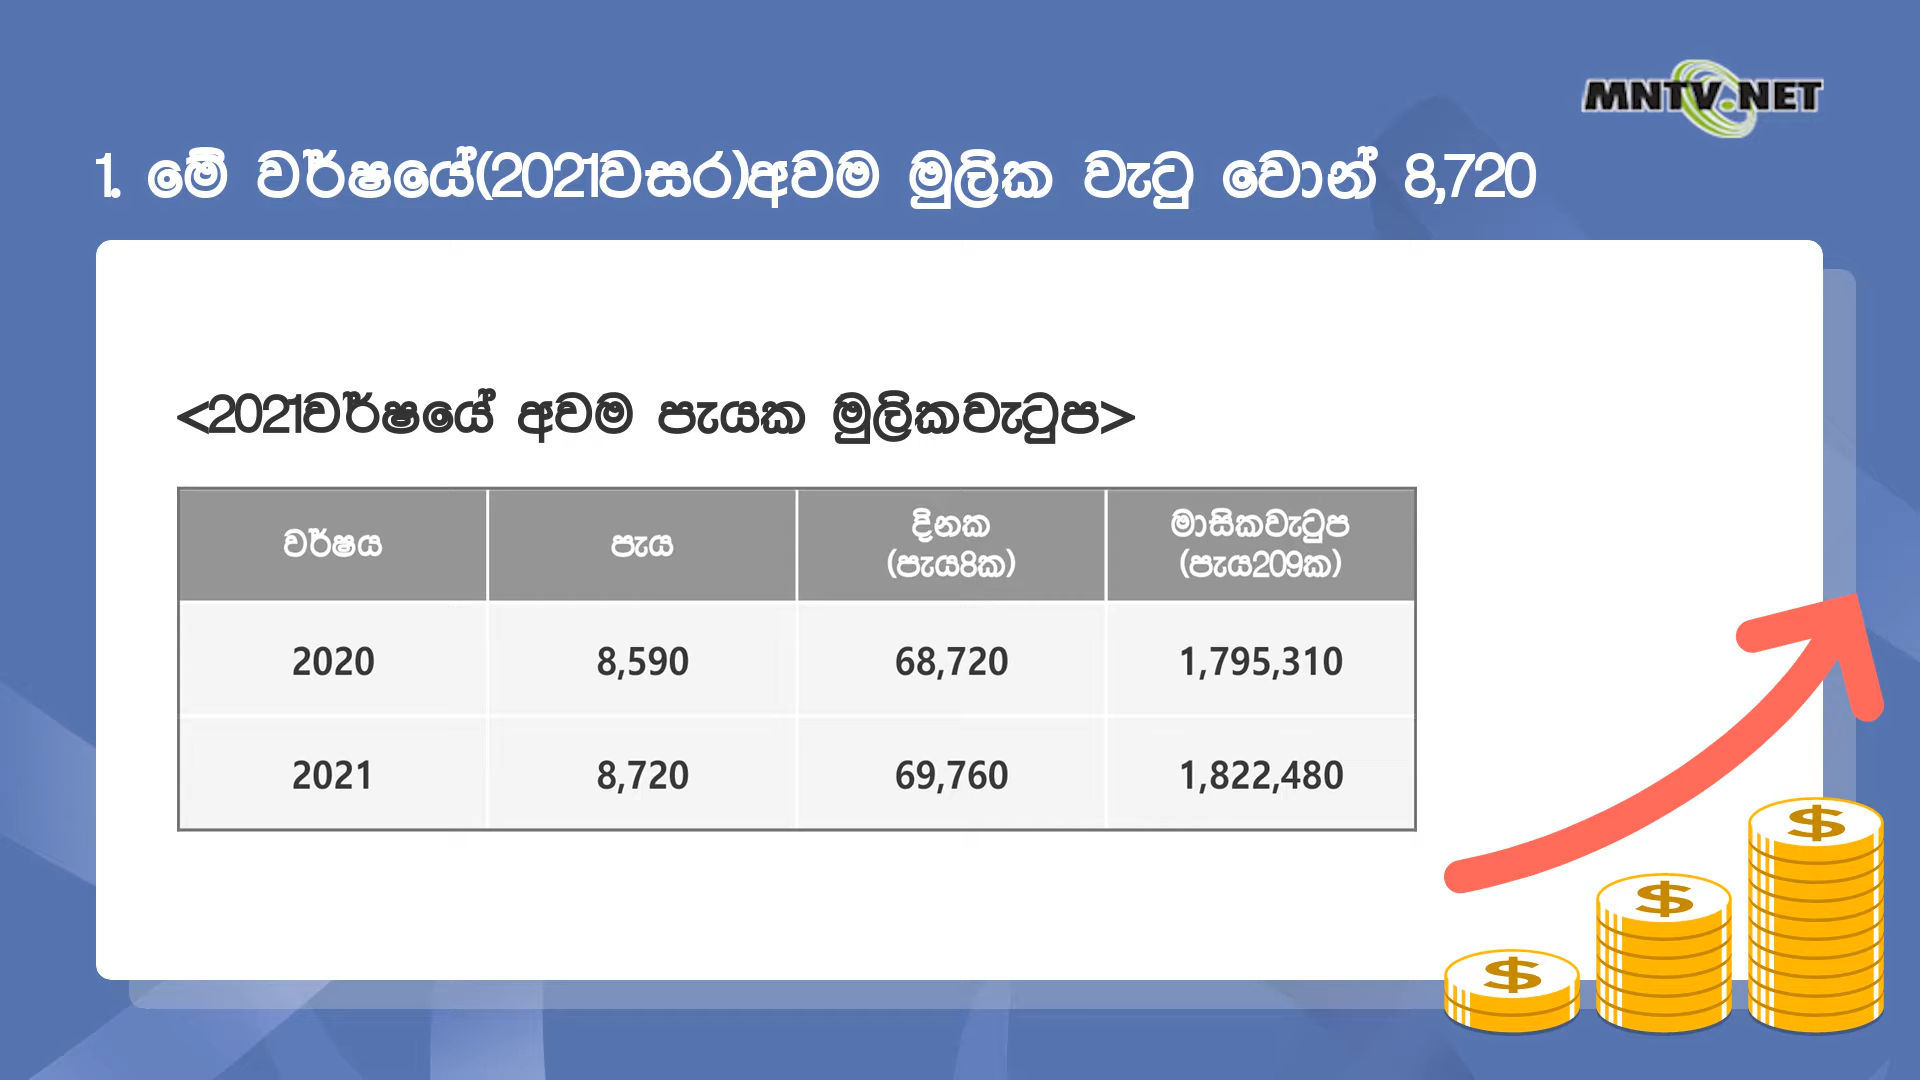 MNTV.NET
1. මේ වර්ෂයේ(2021වසර)අවම මුලික වැටු වොන් 8,720
<2021වර්ෂයේ අවම පැයක මුලිකවැටුප>
වර්ෂය පැය දිනක (පැය8ක) මාසිකවැටුප (පැය209ක)
2020 8,590 68,720 1,795,310
2021 8,720 69,760 1,822,480
$ $ $